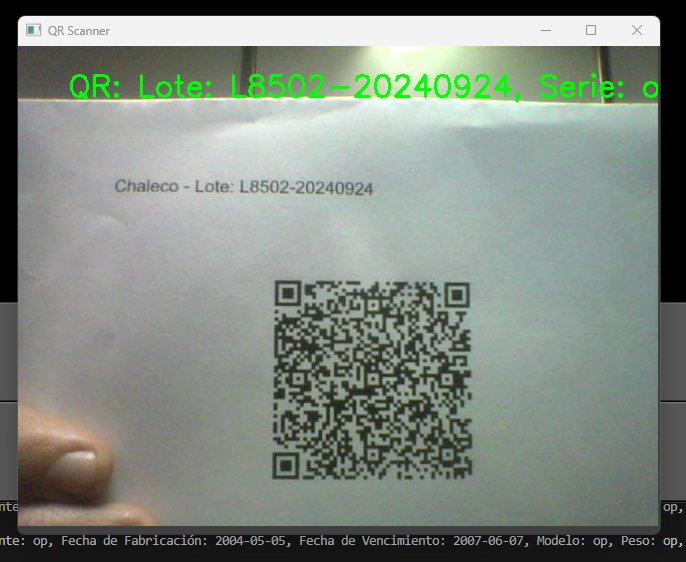 QR Scanner
QR: Lote: L8502-20240924, Serie: o
Chaleco - Lote: L8502-20240924
nte
op,
nte: op, Fecha de Fabricación: 2004-05-05, Fecha de Vencimiento: 2007-06-07, Modelo: op, Peso: op,